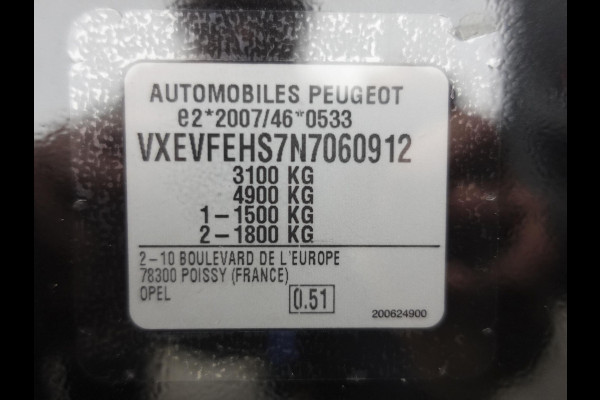 AUTOMOBILES PEUGEOT
e2*2007/46*0533
VXEVFEHS7N7060912
3100 KG
4900 KG
1-1500 KG
2-1800 KG
2-10 BOULEVARD DE L'EUROPE
78300 POISSY (FRANCE)
OPEL 0.51
200624900